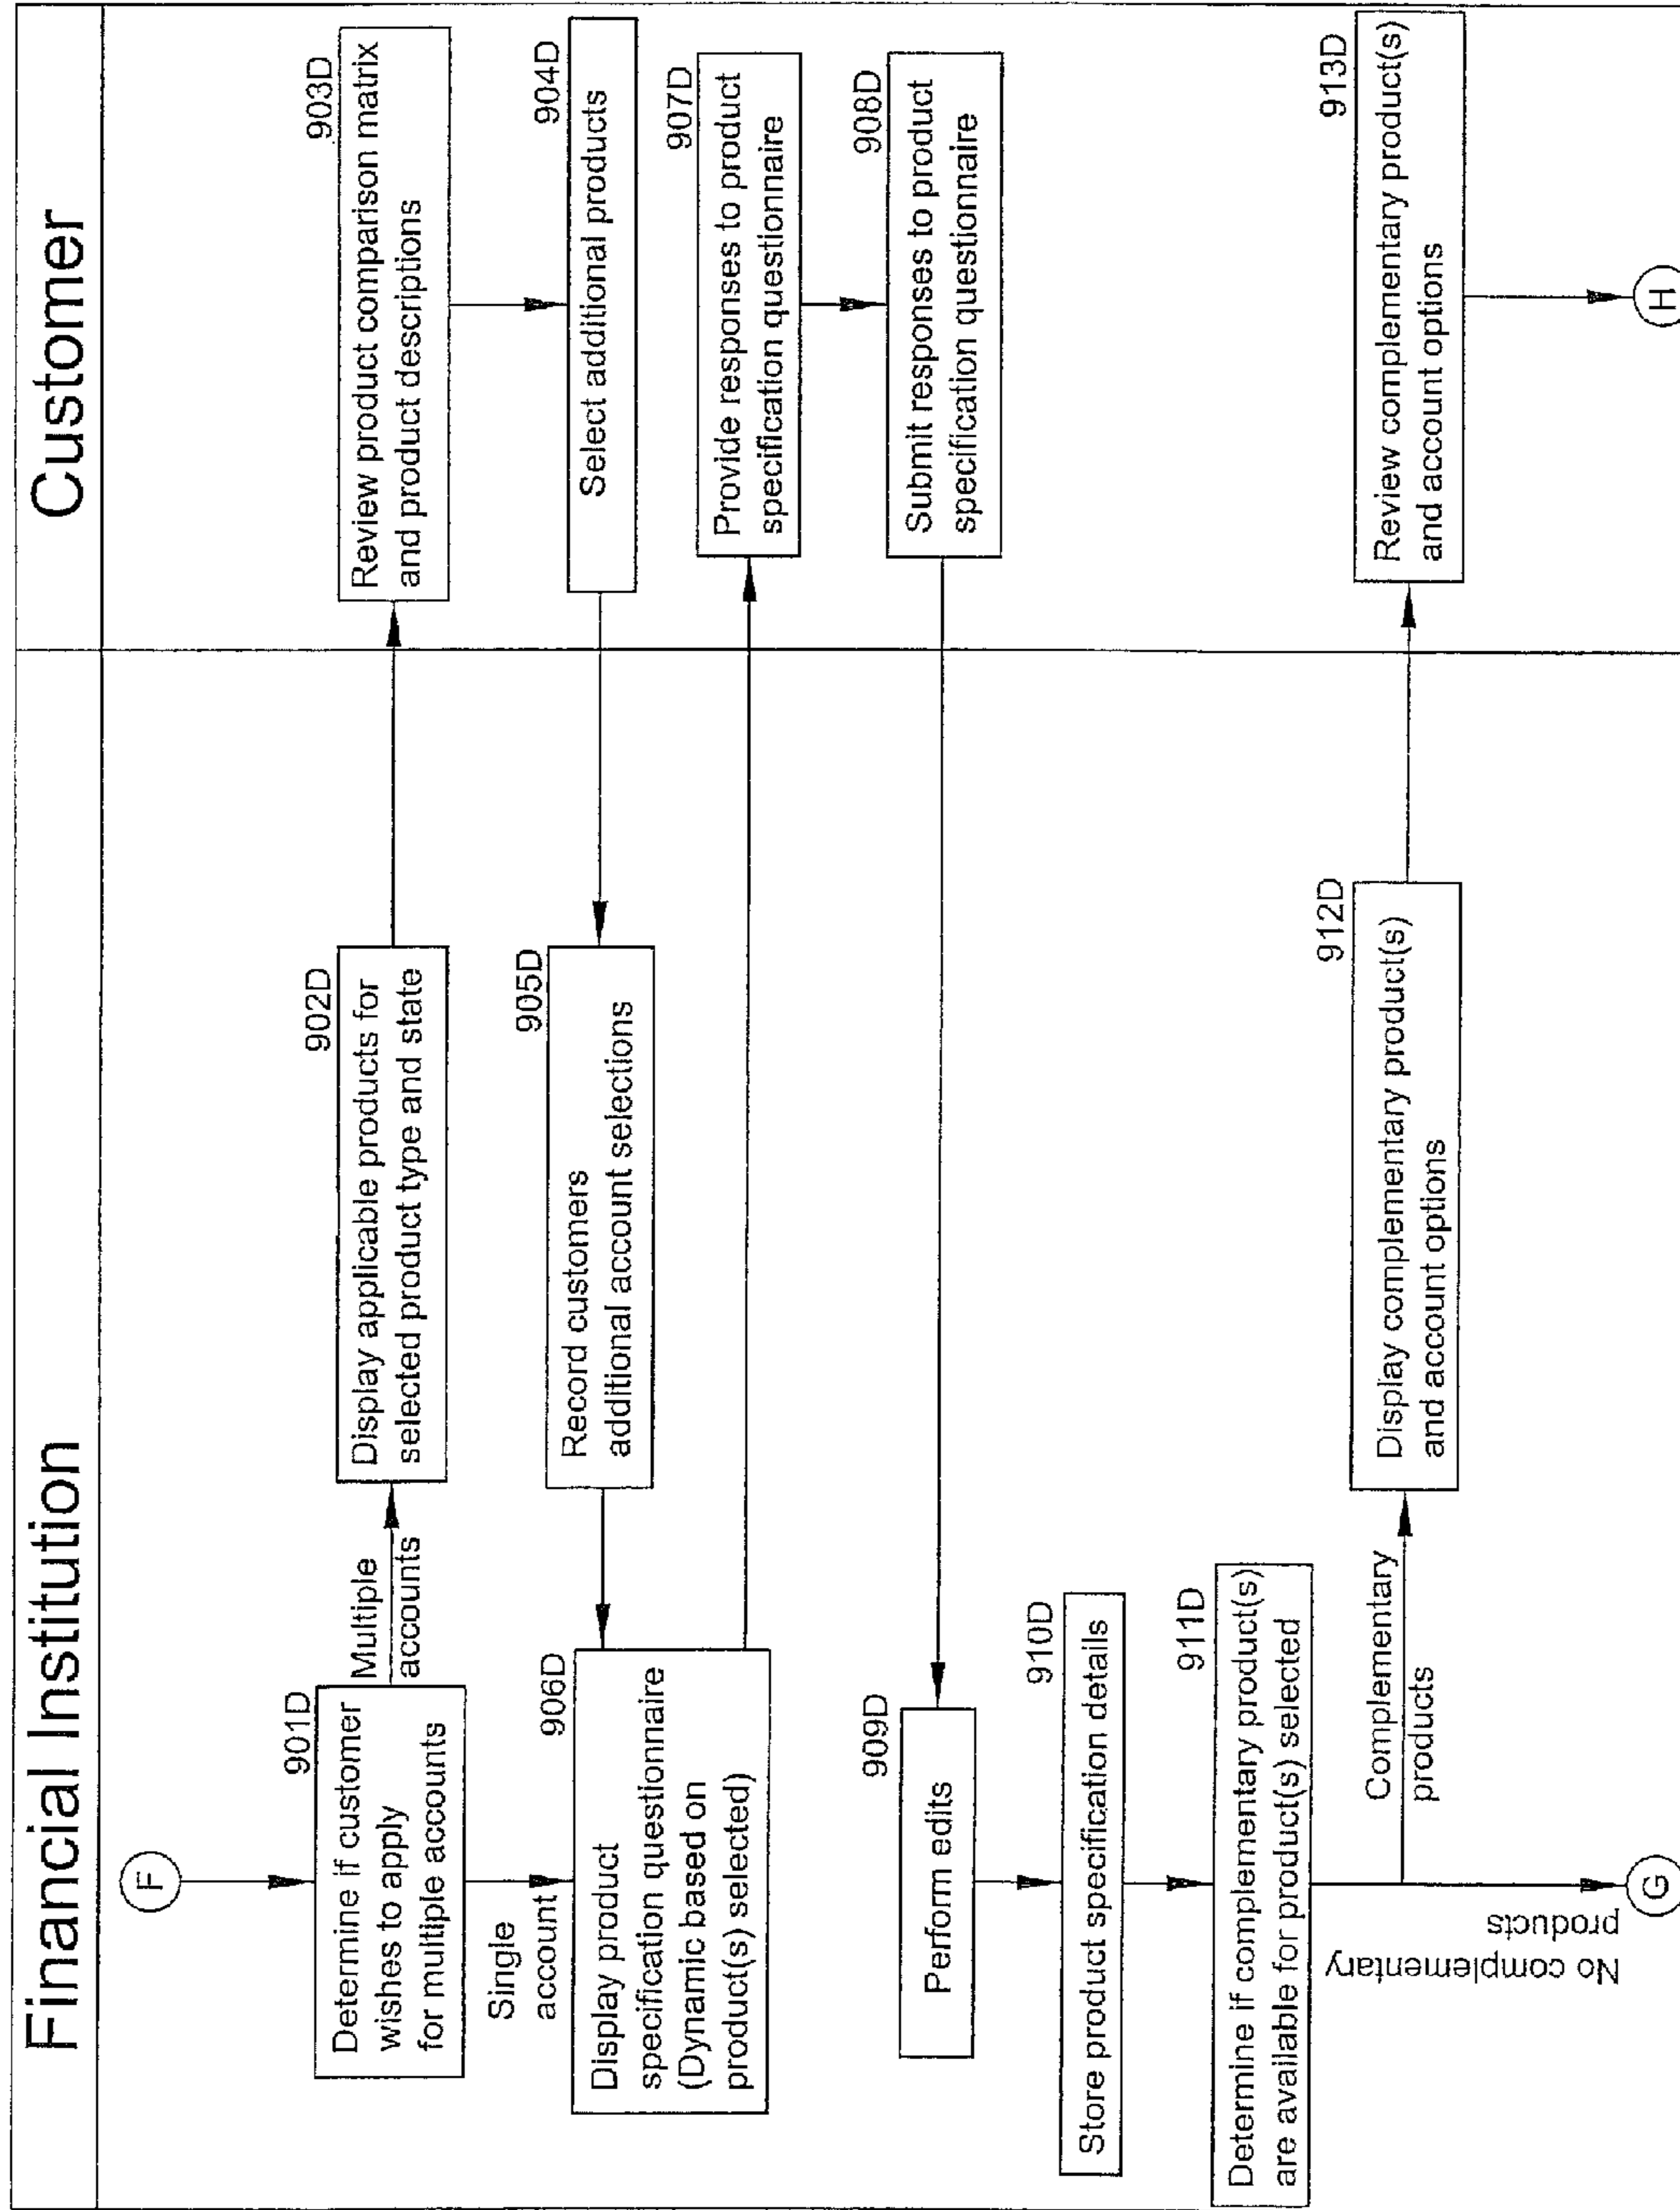 Financial Institution
Customer
F
901D
Determine if customer
wishes to apply
for multiple accounts
Multiple
accounts
902D
Display applicable products for
selected product type and state
903D
Review product comparison matrix
and product descriptions
904D
Select additional products
905D
Record customers
additional account selections
Single
account
906D
Display product
specification questionnaire
(Dynamic based on
product(s) selected)
907D
Provide responses to product
specification questionnaire
908D
Submit responses to product
specification questionnaire
909D
Perform edits
910D
Store product specification details
911D
Determine if complementary product(s)
are available for product(s) selected
Complementary
products
912D
Display complementary product(s)
and account options
913D
Review complementary product(s)
and account options
No complementary
products
G
H